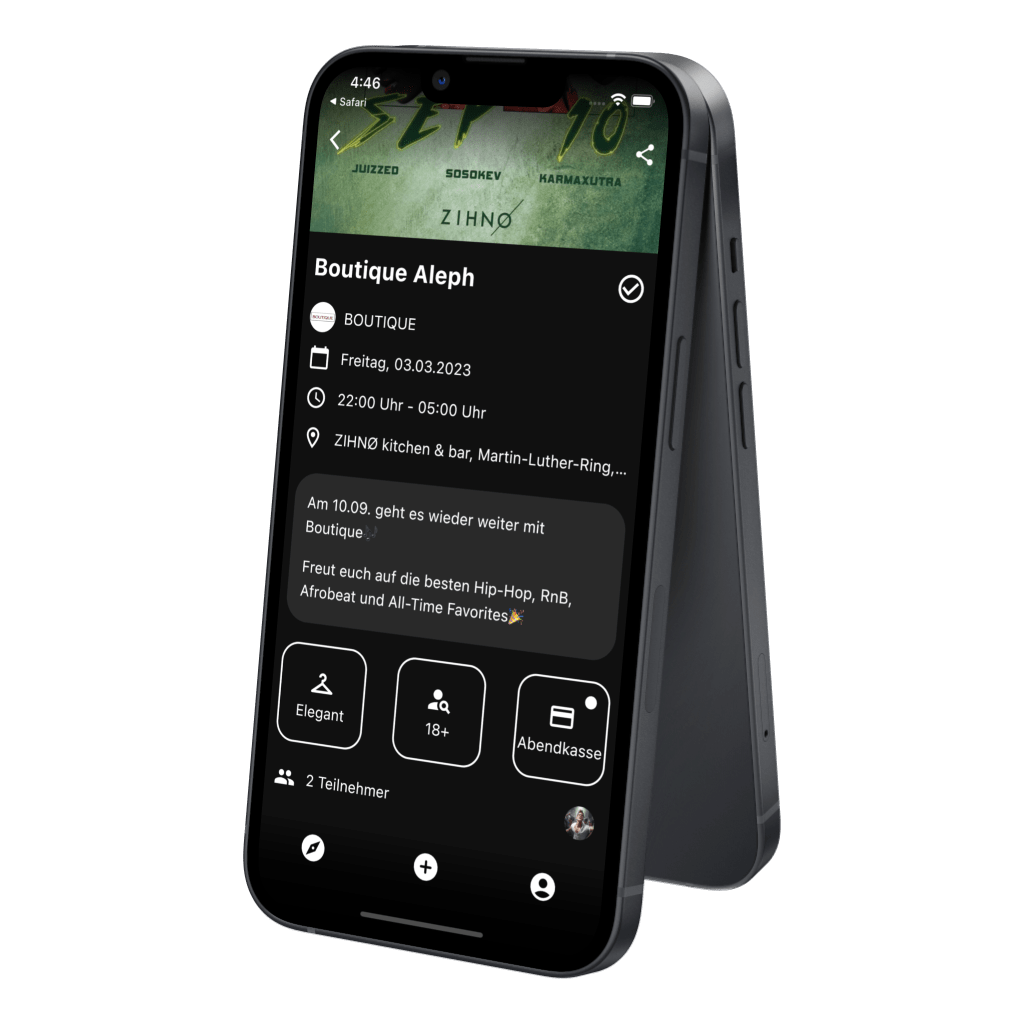 4:46
Safari
SEP 10
JUIZZED SOSOKEV KARMAXUTRA
ZIHNØ
Boutique Aleph
BOUTIQUE
BOUTIQUE
Freitag, 03.03.2023
22:00 Uhr - 05:00 Uhr
ZIHNØ kitchen & bar, Martin-Luther-Ring,...
Am 10.09. geht es wieder weiter mit
Boutique
Freut euch auf die besten Hip-Hop, RnB,
Afrobeat und All-Time Favorites🎉
Elegant 18+ Abendkasse
2 Teilnehmer